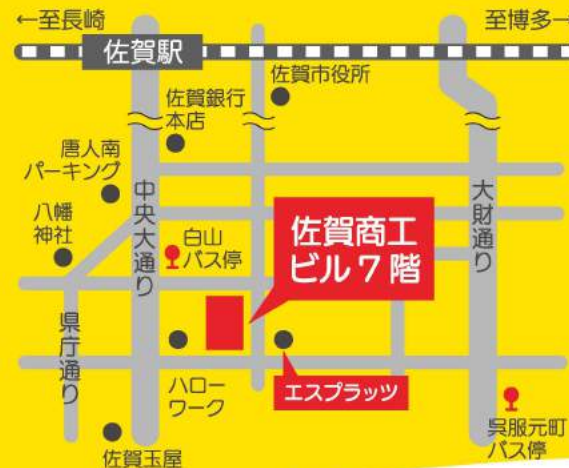 ←至長崎
至博多→
佐賀駅
佐賀市役所
佐賀銀行
本店
唐人南
パーキング
八幡
神社
中央大通り
白山
バス停
佐賀商工
ビル7階
大財通り
県庁通り
ハロー
ワーク
エスプラッツ
佐賀玉屋
呉服元町
バス停